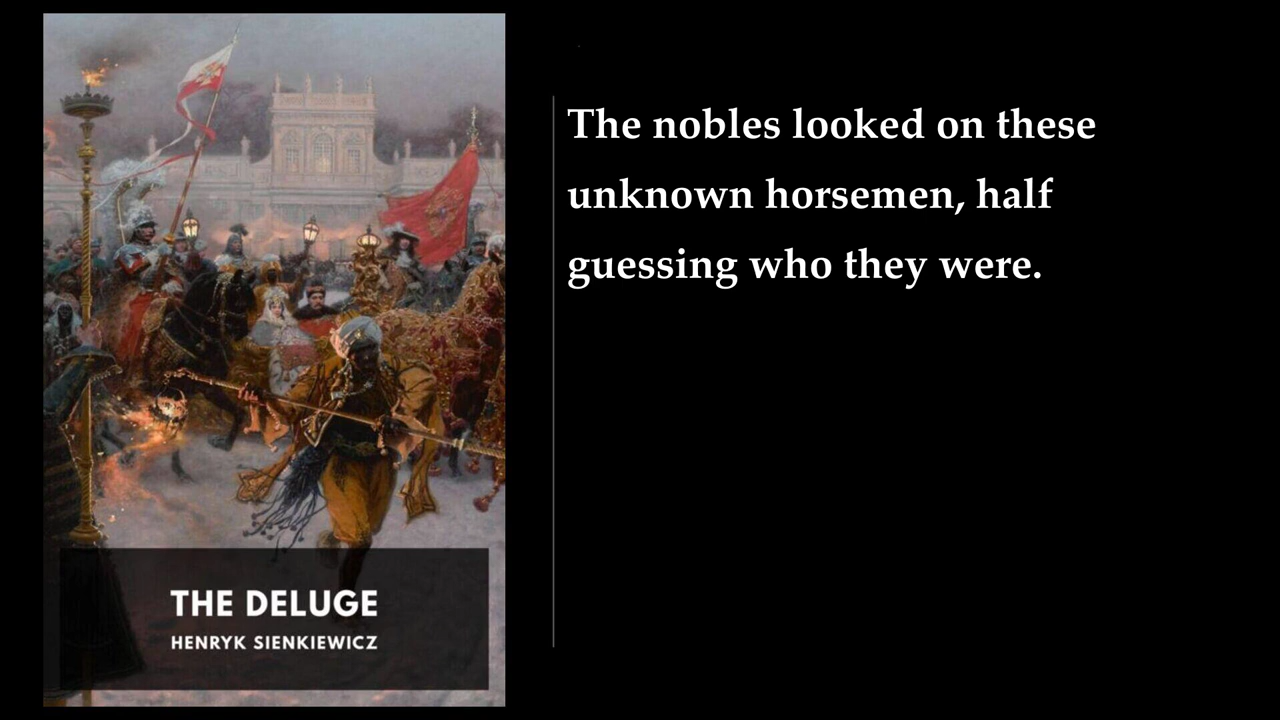 The nobles looked on these
unknown horsemen, half
guessing who they were.
THE DELUGE
HENRYK SIENKIEWICZ